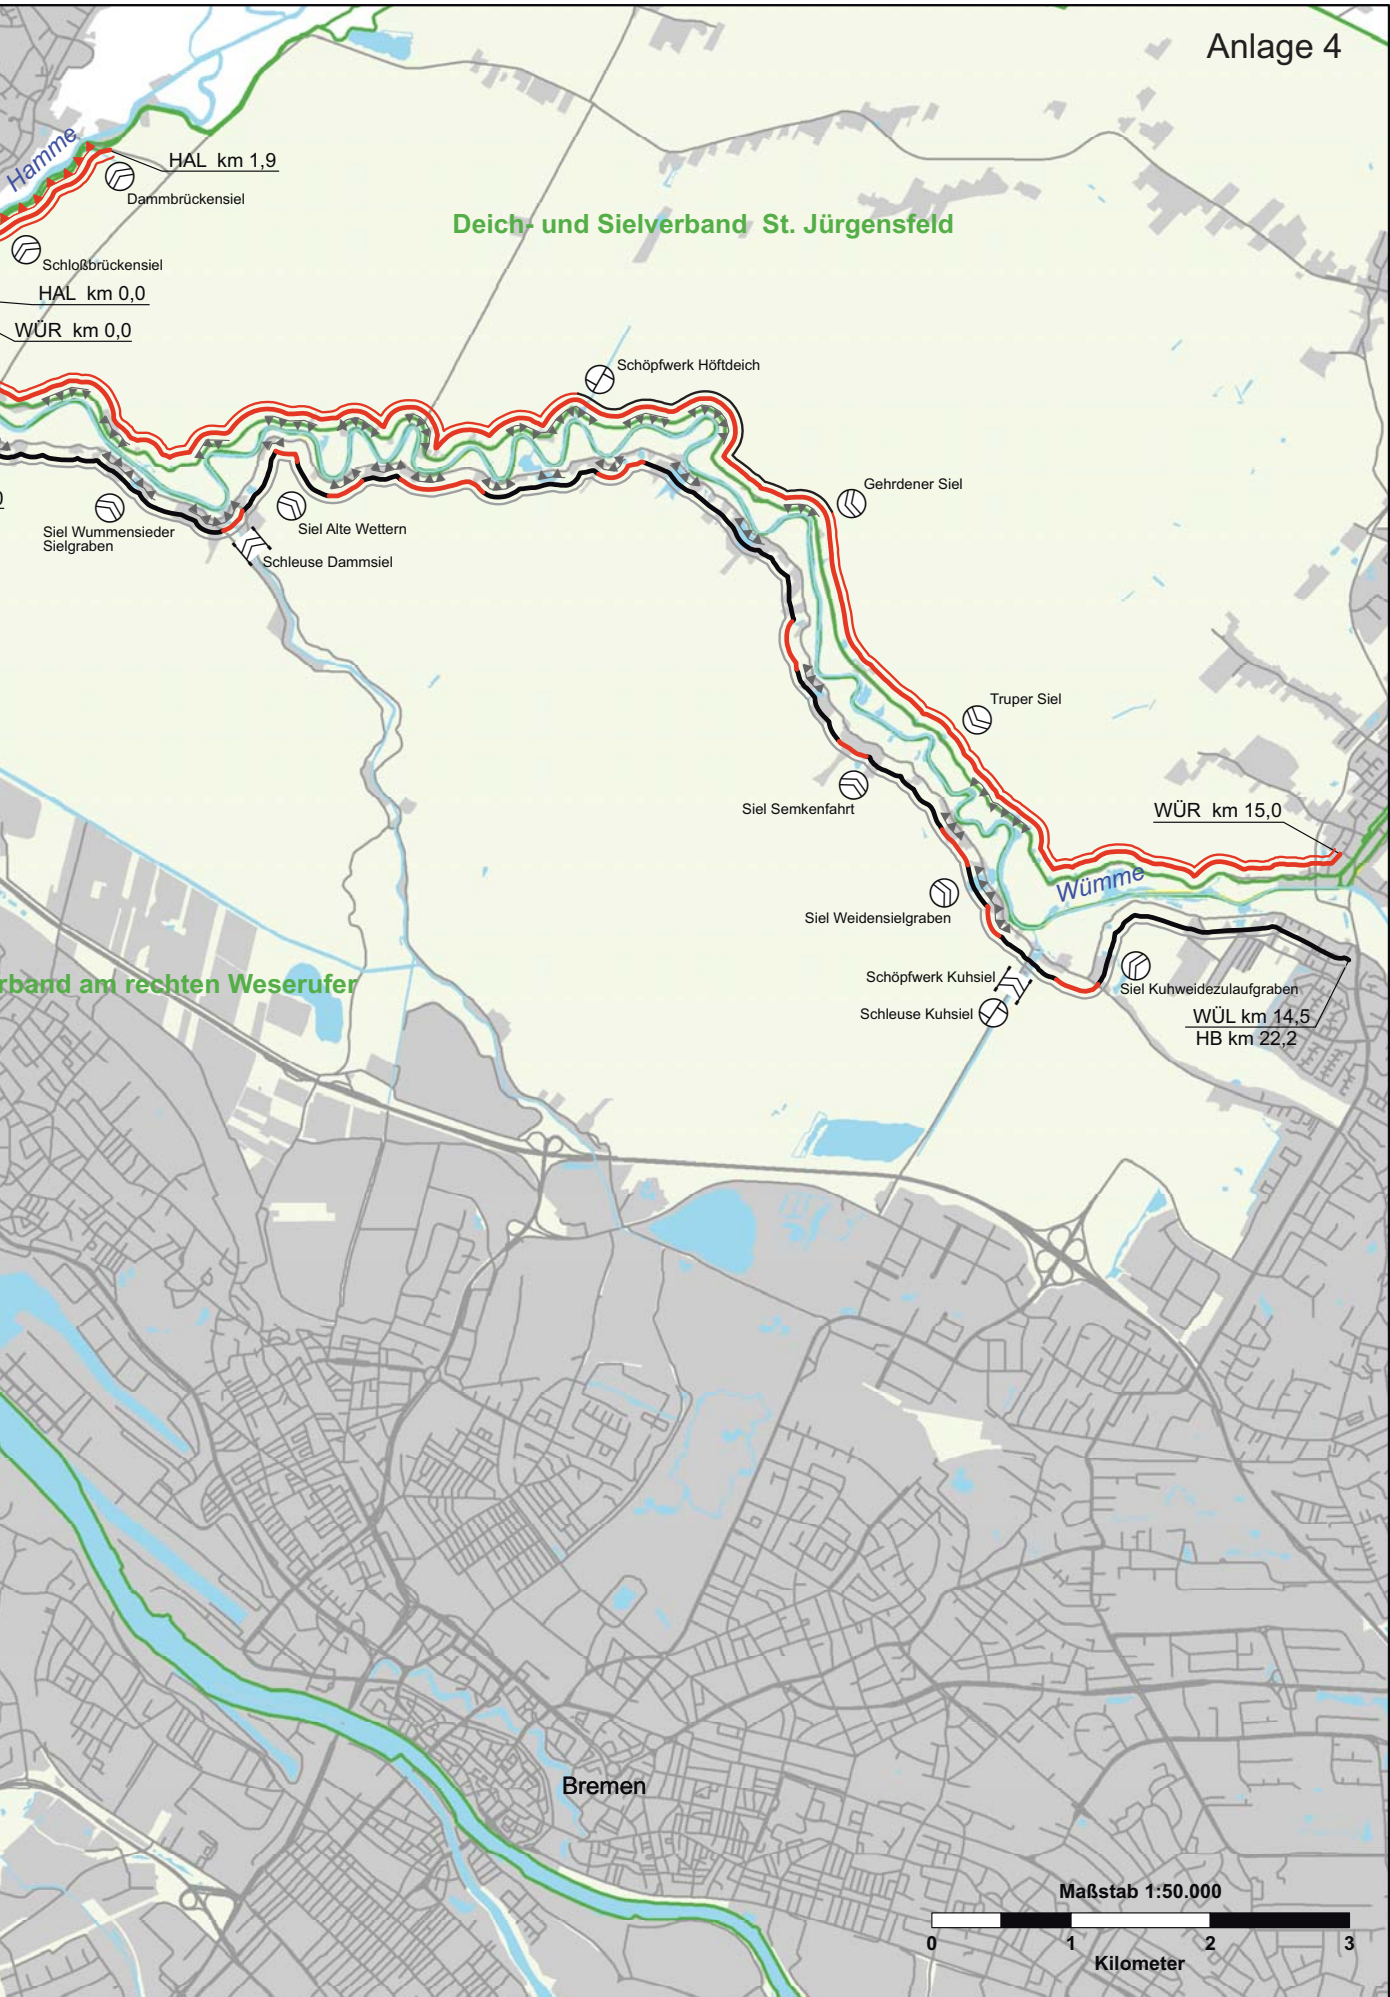 Anlage 4
Hamme
HAL km 1,9
Dammbrückensiel
Deich- und Sielverband St. Jürgensfeld
Schloßbrückensiel
HAL km 0,0
WÜR km 0,0
Schöpfwerk Höftdeich
Gehrdener Siel
0
Siel Wummensieder
Sielgraben
Siel Alte Wettern
Schleuse Dammsiel
Truper Siel
Siel Semkenfahrt
WÜR km 15,0
Wümme
Siel Weidensielgraben
Schöpfwerk Kuhsiel
Schleuse Kuhsiel
Siel Kuhweidezulaufgraben
rband am rechten Weserufer
WÜL km 14,5
HB km 22,2
Bremen
Maßstab 1:50.000
0 1 2 3
Kilometer